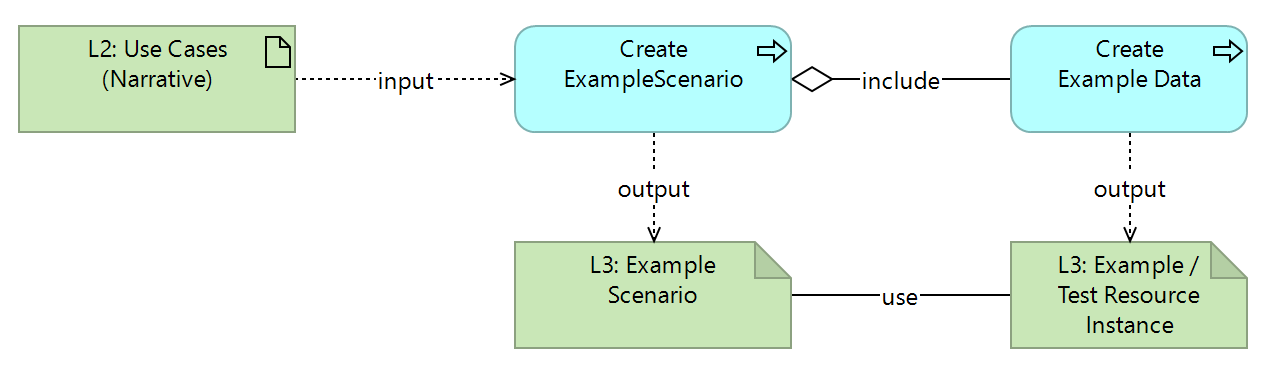 L2: Use Cases
(Narrative)
input
Create
ExampleScenario
include
Create
Example Data
output
output
L3: Example
Scenario
use
L3: Example /
Test Resource
Instance